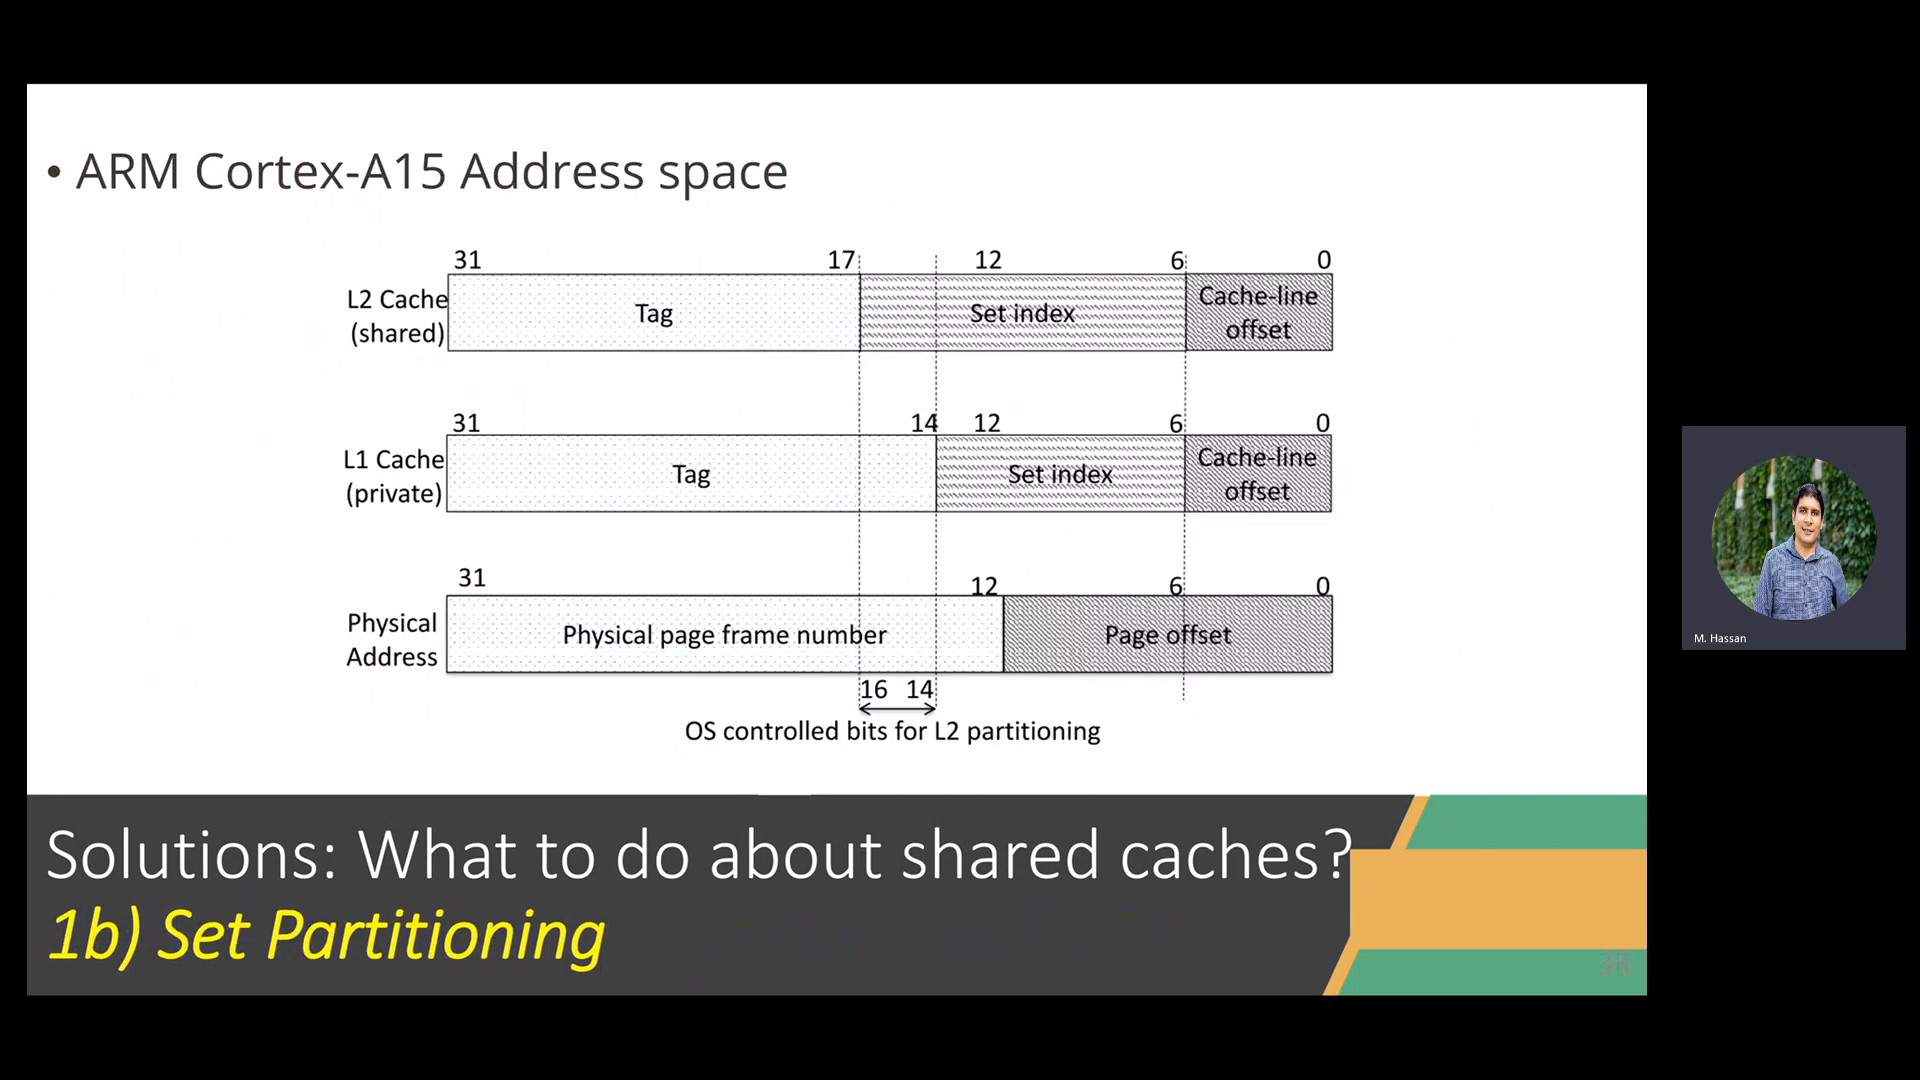 • ARM Cortex-A15 Address space
31 17 12 6 0
L2 Cache (shared)
Tag
Set index
Cache-line offset
31 14 12 6 0
L1 Cache (private)
Tag
Set index
Cache-line offset
31 12 6 0
Physical Address
Physical page frame number
Page offset
16 14
OS controlled bits for L2 partitioning
Solutions: What to do about shared caches?
1b) Set Partitioning
35
M. Hassan